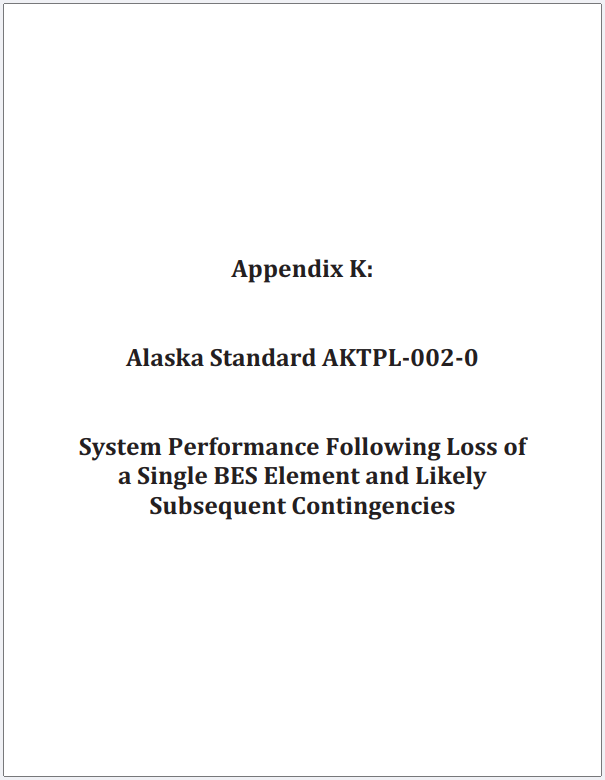 Appendix K:
Alaska Standard AKTPL-002-0
System Performance Following Loss of
a Single BES Element and Likely
Subsequent Contingencies